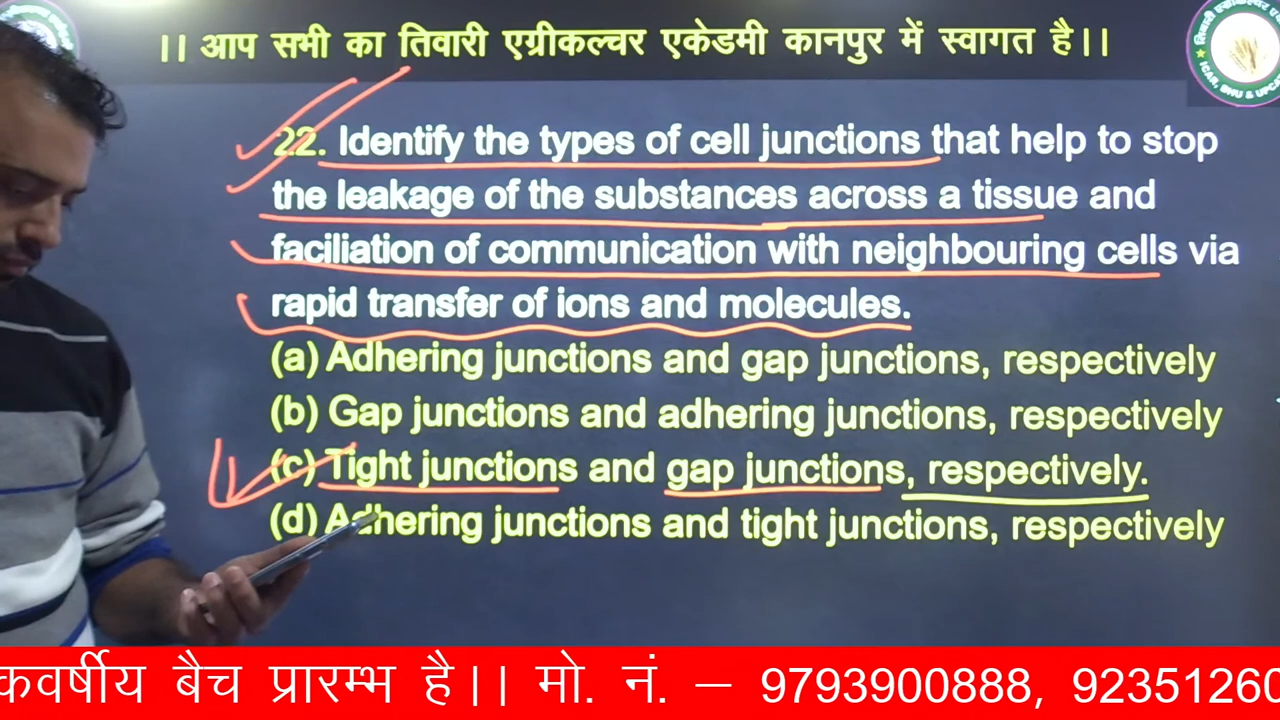 ।। आप सभी का तिवारी एग्रीकल्चर एकेडमी कानपुर में स्वागत है।।
22. Identify the types of cell junctions that help to stop
the leakage of the substances across a tissue and
faciliation of communication with neighbouring cells via
rapid transfer of ions and molecules.
(a) Adhering junctions and gap junctions, respectively
(b) Gap junctions and adhering junctions, respectively
(c) Tight junctions and gap junctions, respectively.
(d) Adhering junctions and tight junctions, respectively
कवर्षीय बैच प्रारम्भ है।। मो. नं. – 9793900888, 92351260